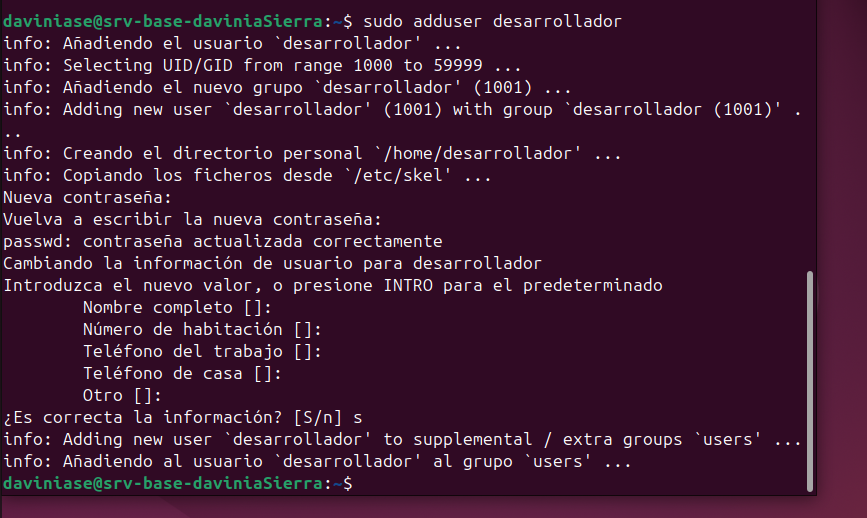 daviniase@srv-base-daviniaSierra:~$ sudo adduser desarrollador
info: Añadiendo el usuario `desarrollador' ...
info: Selecting UID/GID from range 1000 to 59999 ...
info: Añadiendo el nuevo grupo `desarrollador' (1001) ...
info: Adding new user `desarrollador' (1001) with group `desarrollador (1001)' .
..
info: Creando el directorio personal `/home/desarrollador' ...
info: Copiando los ficheros desde `/etc/skel' ...
Nueva contraseña:
Vuelva a escribir la nueva contraseña:
passwd: contraseña actualizada correctamente
Cambiando la información de usuario para desarrollador
Introduzca el nuevo valor, o presione INTRO para el predeterminado
        Nombre completo []:
        Número de habitación []:
        Teléfono del trabajo []:
        Teléfono de casa []:
        Otro []:
¿Es correcta la información? [S/n] s
info: Adding new user `desarrollador' to supplemental / extra groups `users' ...
info: Añadiendo al usuario `desarrollador' al grupo `users' ...
daviniase@srv-base-daviniaSierra:~$